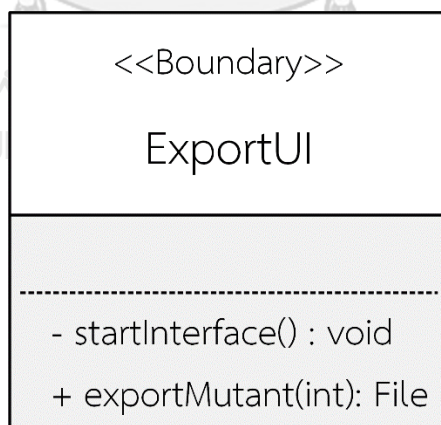 <<Boundary>>
ExportUI
- startInterface() : void
+ exportMutant(int): File